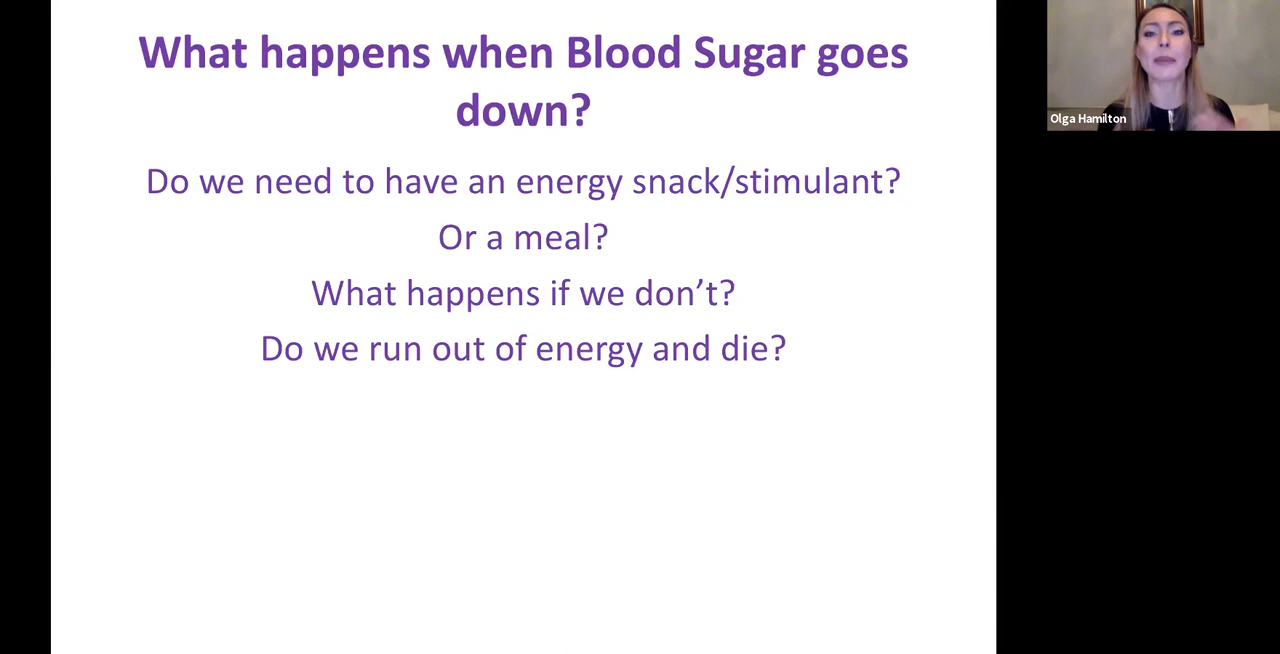 What happens when Blood Sugar goes
down?
Do we need to have an energy snack/stimulant?
Or a meal?
What happens if we don’t?
Do we run out of energy and die?
Olga Hamilton